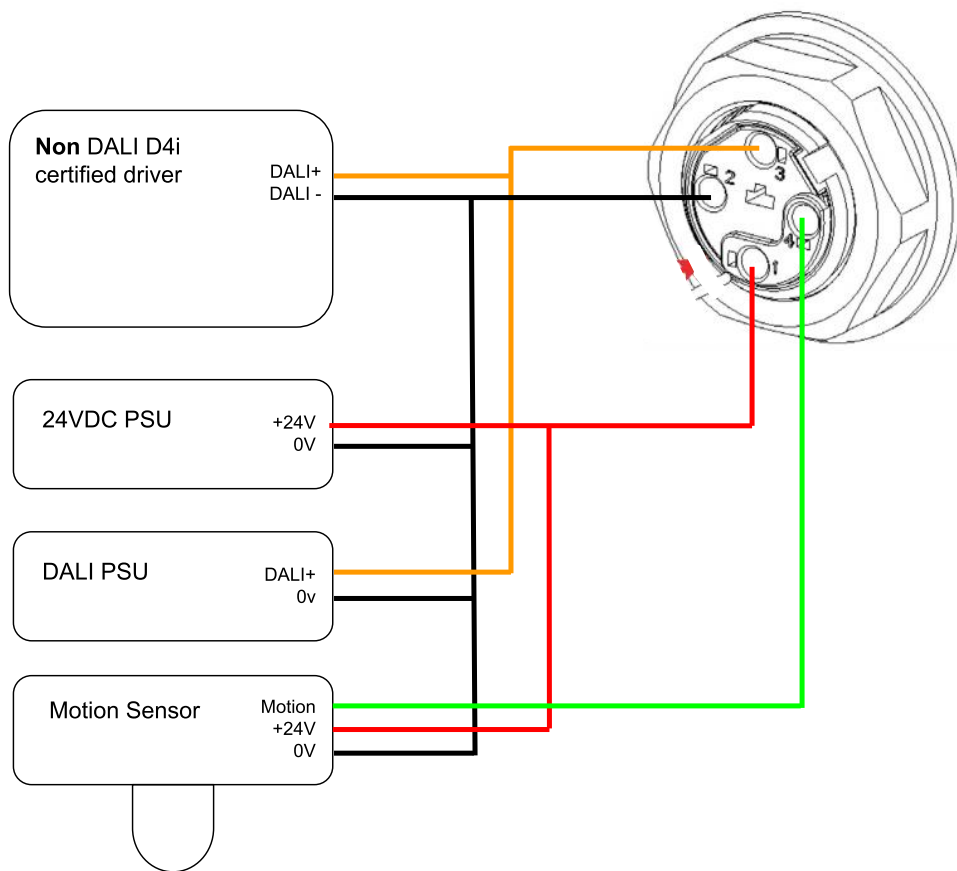 Non DALI D4i
certified driver
DALI+
DALI -
2
3
4
1
24VDC PSU
+24V
0V
DALI PSU
DALI+
0v
Motion Sensor
Motion
+24V
0V